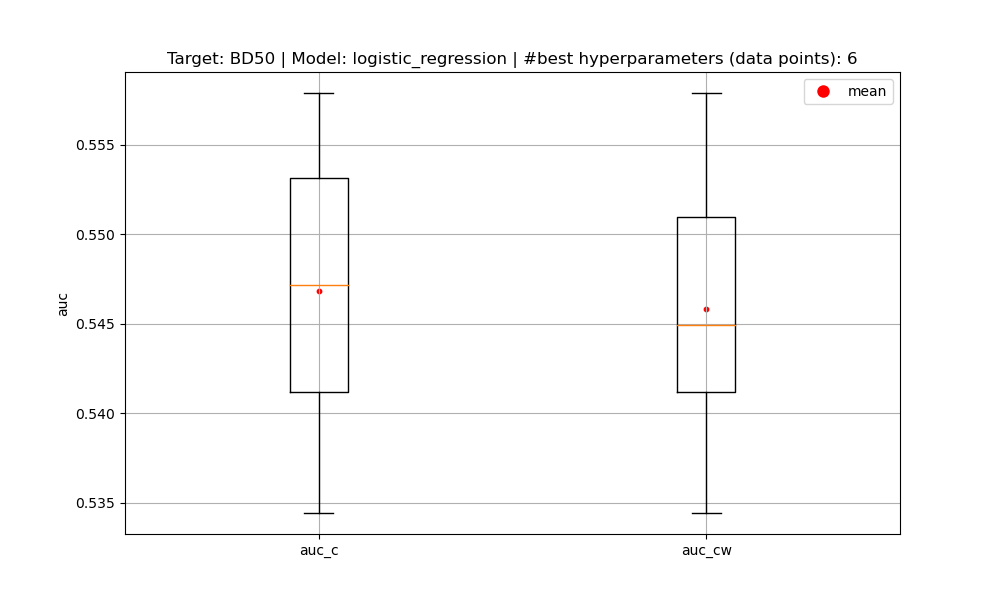 Target: BD50 | Model: logistic_regression | #best hyperparameters (data points): 6
mean
0.555
0.550
0.545
0.540
0.535
auc
auc_c
auc_cw